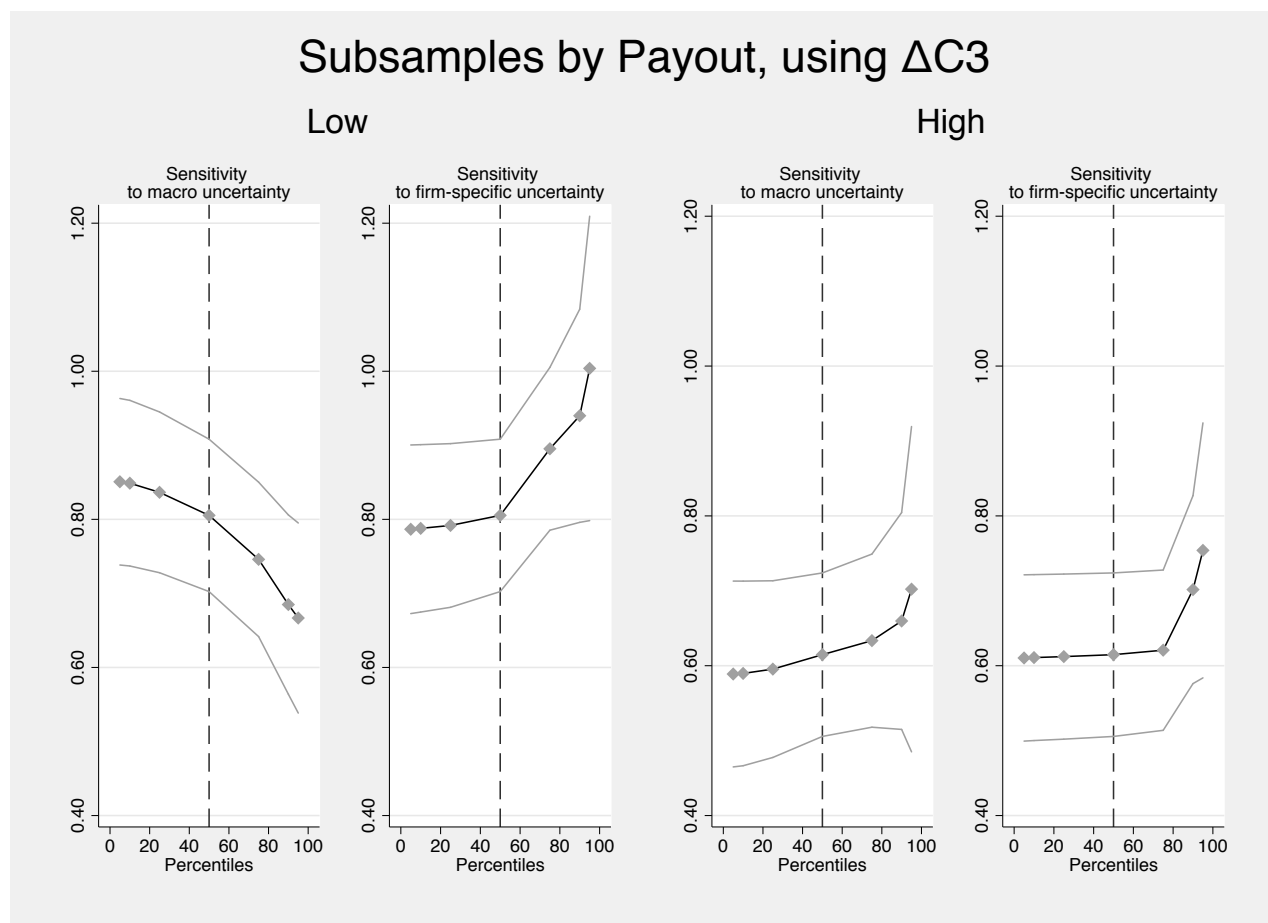 Subsamples by Payout, using ΔC3
Low
High
Sensitivity
to macro uncertainty
1.20
1.00
0.80
0.60
0.40
0 20 40 60 80 100
Percentiles
Sensitivity
to firm-specific uncertainty
1.20
1.00
0.80
0.60
0.40
0 20 40 60 80 100
Percentiles
Sensitivity
to macro uncertainty
1.20
1.00
0.80
0.60
0.40
0 20 40 60 80 100
Percentiles
Sensitivity
to firm-specific uncertainty
1.20
1.00
0.80
0.60
0.40
0 20 40 60 80 100
Percentiles